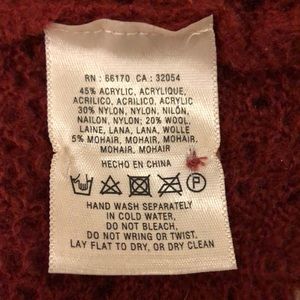 RN : 66170 CA : 32054
45% ACRYLIC, ACRYLIQUE,
ACRILICO, ACRILICO, ACRYLIC
30% NYLON, NYLON, NILÓN,
NAILON, NYLON; 20% WOOL,
LAINE, LANA, LANA, WOLLE
5% MOHAIR, MOHAIR,
MOHAIR, MOHAIR
HECHO EN CHINA
P
HAND WASH SEPARATELY
IN COLD WATER,
DO NOT BLEACH,
DO NOT WRING OR TWIST.
LAY FLAT TO DRY, OR DRY CLEAN